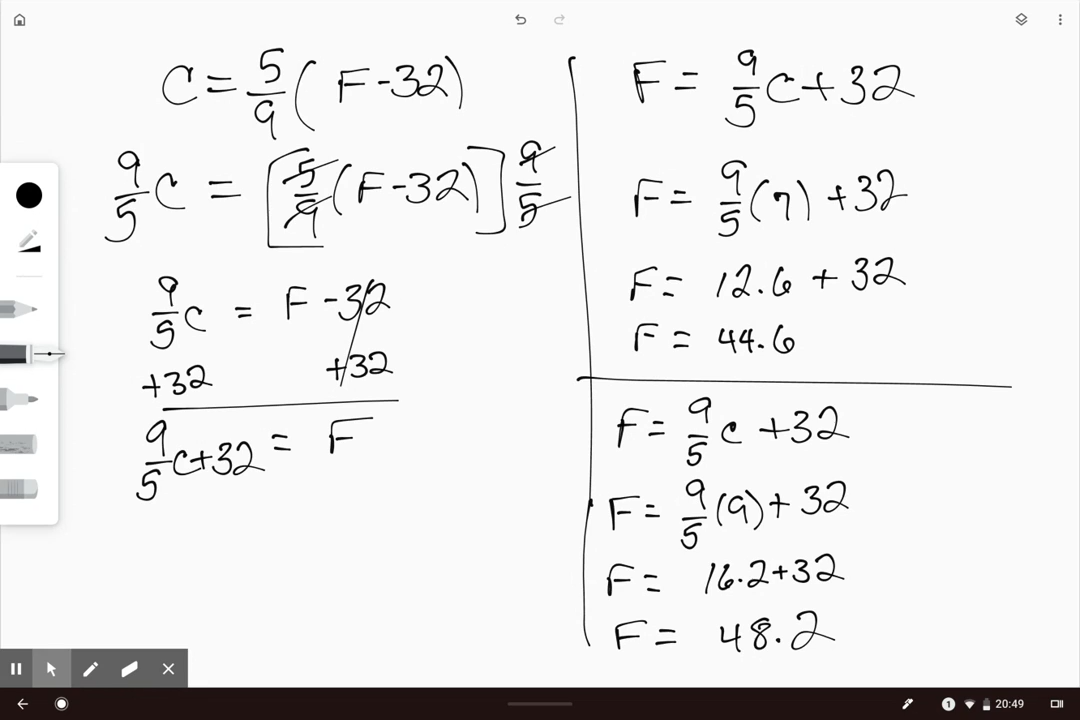 C = 5/9 (F-32)
9/5 C = [5/9 (F-32)] 9/5
9/5 C = F - 32
+32 +32
9/5 C+32 = F
F = 9/5 C+32
F = 9/5 (7) +32
F = 12.6 + 32
F = 44.6
F = 9/5 C +32
F = 9/5 (9) + 32
F = 16.2+32
F = 48.2
1 20:49